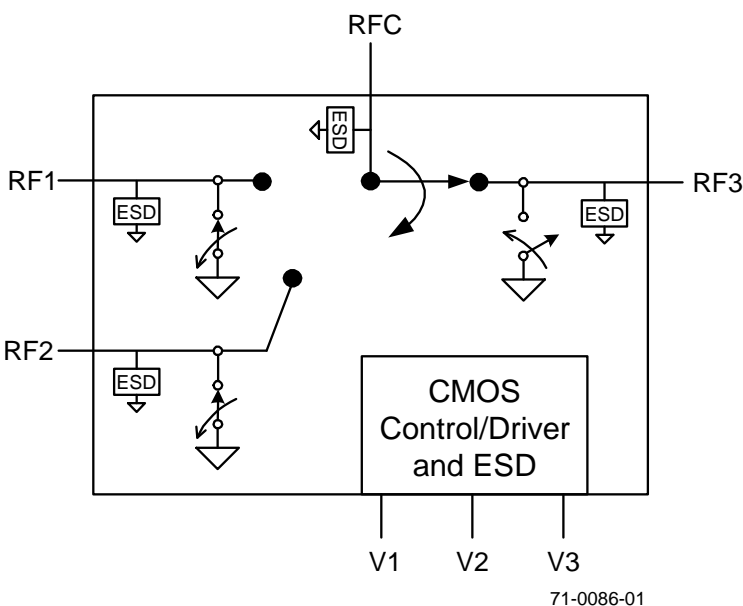 RFC
ESD
RF1
RF3
ESD
ESD
RF2
ESD
CMOS
Control/Driver
and ESD
V1
V2
V3
71-0086-01